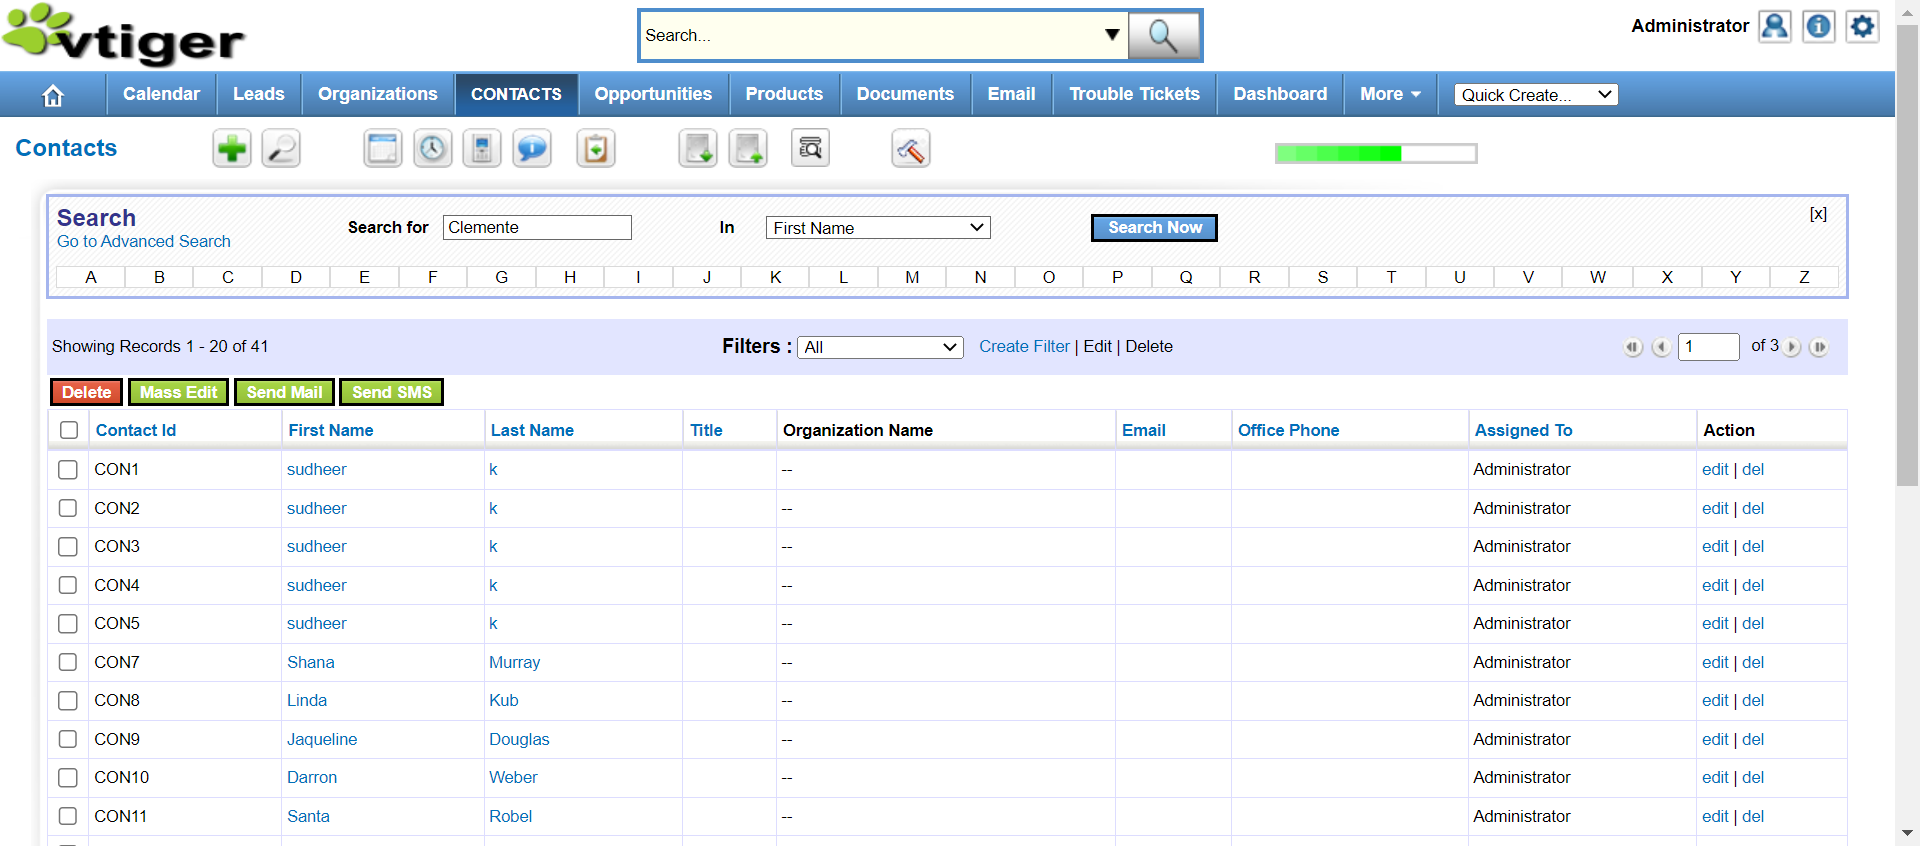 vtiger
Search...
Administrator
Calendar Leads Organizations CONTACTS Opportunities Products Documents Email Trouble Tickets Dashboard More Quick Create...
Contacts
Search
Go to Advanced Search
Search for Clemente In First Name Search Now [x]
A B C D E F G H I J K L M N O P Q R S T U V W X Y Z
Showing Records 1 - 20 of 41 Filters : All Create Filter | Edit | Delete 1 of 3
Delete Mass Edit Send Mail Send SMS
Contact Id First Name Last Name Title Organization Name Email Office Phone Assigned To Action
CON1 sudheer k -- Administrator edit | del
CON2 sudheer k -- Administrator edit | del
CON3 sudheer k -- Administrator edit | del
CON4 sudheer k -- Administrator edit | del
CON5 sudheer k -- Administrator edit | del
CON7 Shana Murray -- Administrator edit | del
CON8 Linda Kub -- Administrator edit | del
CON9 Jaqueline Douglas -- Administrator edit | del
CON10 Darron Weber -- Administrator edit | del
CON11 Santa Robel -- Administrator edit | del